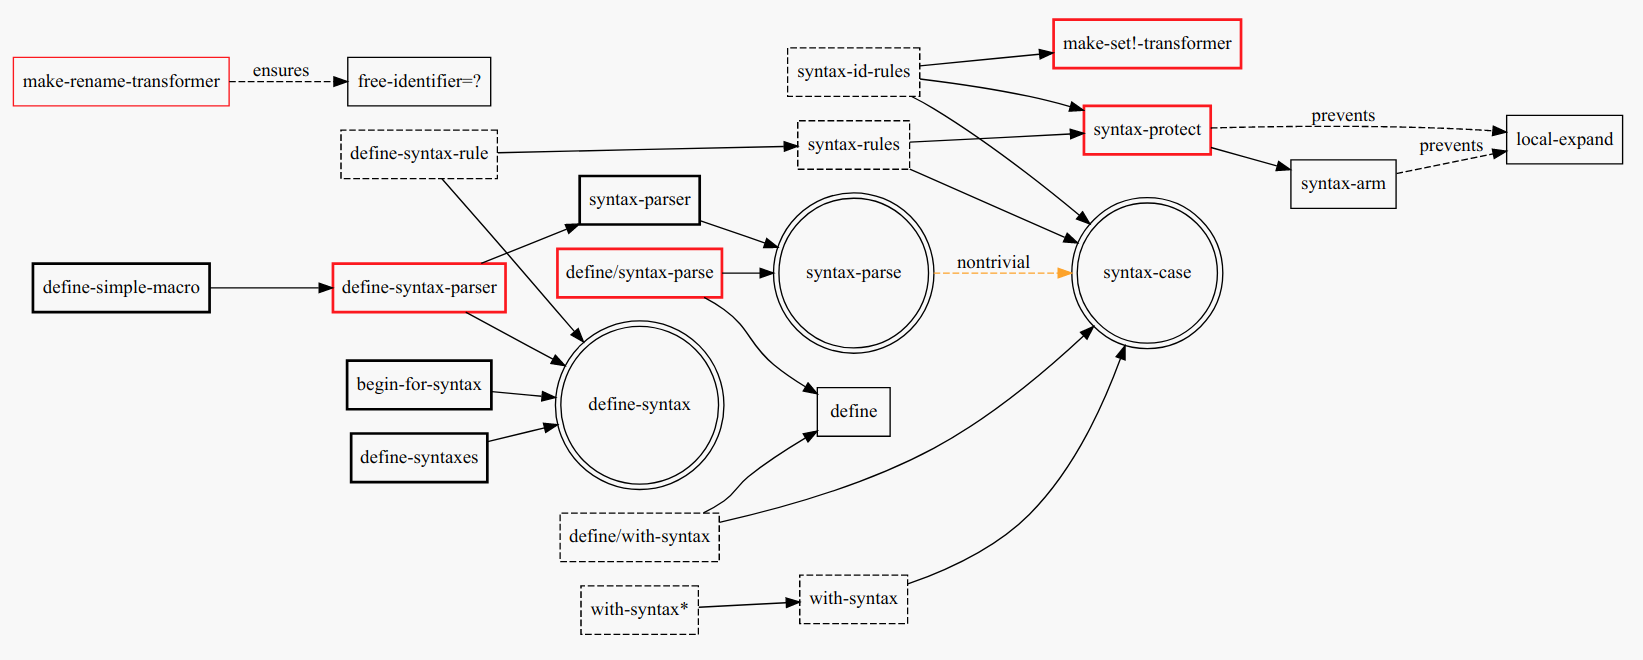 make-rename-transformer
ensures
free-identifier=?
syntax-id-rules
make-set!-transformer
define-syntax-rule
syntax-rules
syntax-protect
prevents
local-expand
prevents
syntax-arm
syntax-parser
define-simple-macro
define-syntax-parser
define/syntax-parse
syntax-parse
nontrivial
syntax-case
begin-for-syntax
define-syntaxes
define-syntax
define
define/with-syntax
with-syntax*
with-syntax